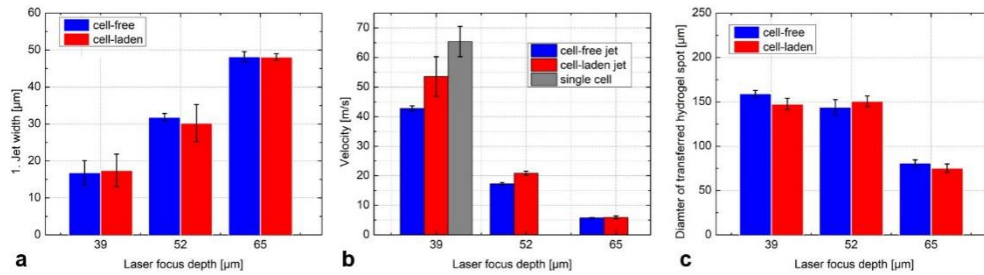 60
50
40
30
20
10
0
cell-free
cell-laden
1. Jet width [µm]
39 52 65
Laser focus depth [µm]
a
80
70
60
50
40
30
20
10
0
cell-free jet
cell-laden jet
single cell
Velocity [m/s]
39 52 65
Laser focus depth [µm]
b
250
200
150
100
50
0
cell-free
cell-laden
Diamter of transferred hydrogel spot [µm]
39 52 65
Laser focus depth [µm]
c